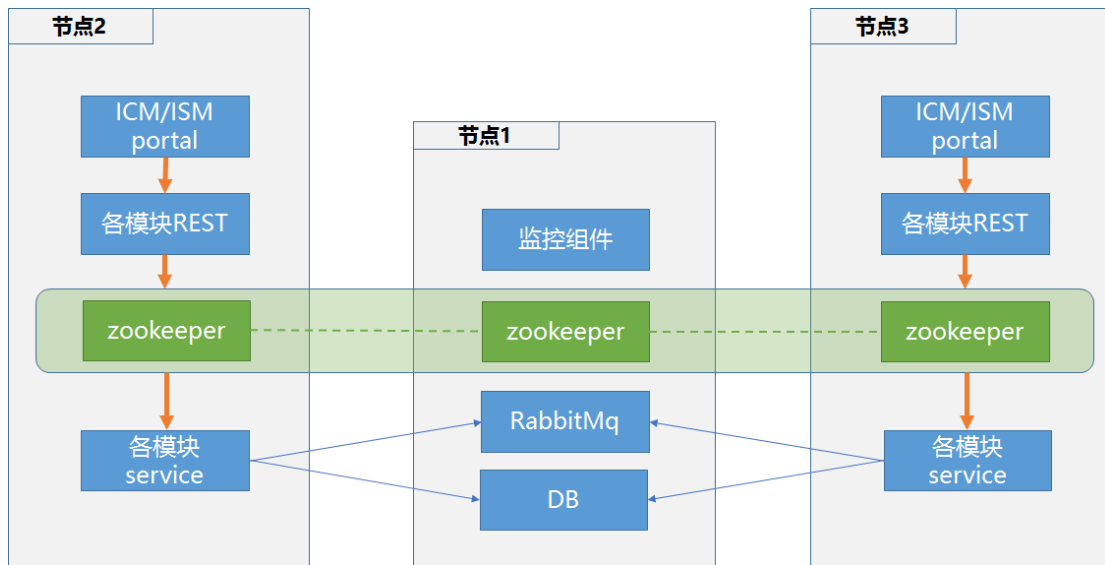 节点2
ICM/ISM
portal
各模块REST
zookeeper
各模块
service
节点1
监控组件
zookeeper
RabbitMq
DB
节点3
ICM/ISM
portal
各模块REST
zookeeper
各模块
service